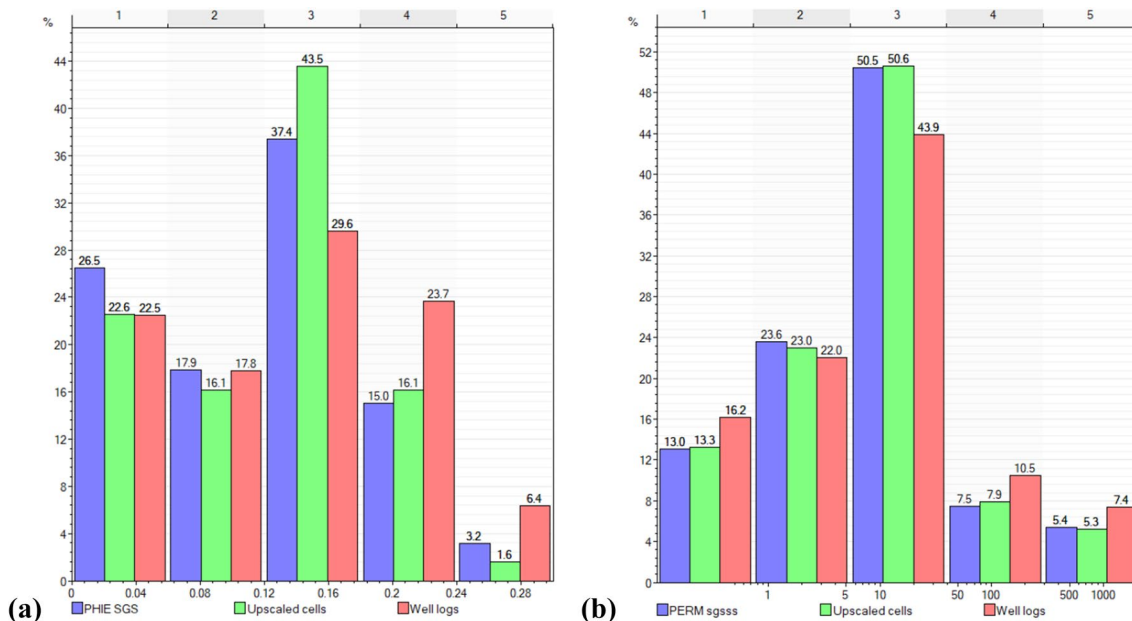 % 1 2 3 4 5
44
40
36
32
28
24
20
16
12
8
4
0
26.5 22.6 22.5
17.9 16.1 17.8
37.4 43.5 29.6
15.0 16.1 23.7
3.2 1.6 6.4
0 0.04 0.08 0.12 0.16 0.2 0.24 0.28
(a) PHIE SGS Upscaled cells Well logs
% 1 2 3 4 5
52
48
44
40
36
32
28
24
20
16
12
8
4
0
13.0 13.3 16.2
23.6 23.0 22.0
50.5 50.6 43.9
7.5 7.9 10.5
5.4 5.3 7.4
1 5 10 50 100 500 1000
(b) PERM sgsss Upscaled cells Well logs